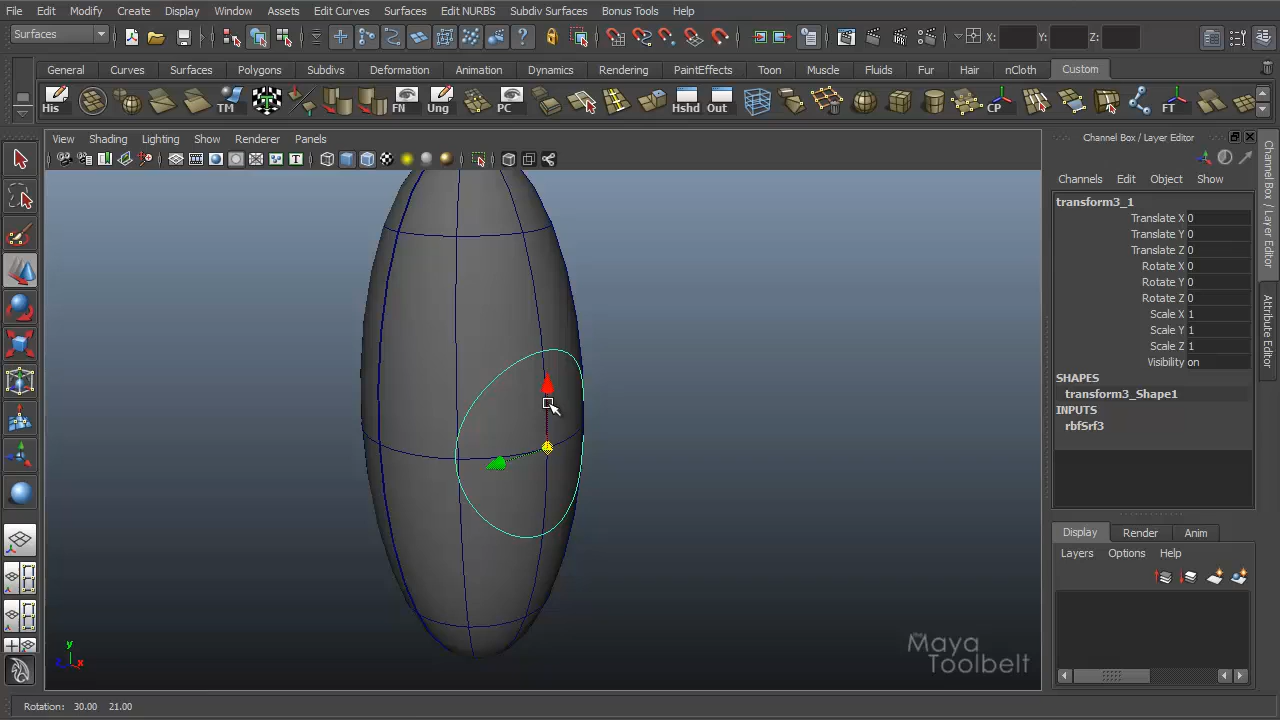 File Edit Modify Create Display Window Assets Edit Curves Surfaces Edit NURBS Subdiv Surfaces Bonus Tools Help
Surfaces X: Y: Z:
General Curves Surfaces Polygons Subdivs Deformation Animation Dynamics Rendering PaintEffects Toon Muscle Fluids Fur Hair nCloth Custom
His TM FN Ung PC Hshd Out CP FT
View Shading Lighting Show Renderer Panels
Channel Box / Layer Editor
Channels Edit Object Show
transform3_1
Translate X 0
Translate Y 0
Translate Z 0
Rotate X 0
Rotate Y 0
Rotate Z 0
Scale X 1
Scale Y 1
Scale Z 1
Visibility on
SHAPES
transform3_Shape1
INPUTS
rbfSrf3
Channel Box / Layer Editor
Attribute Editor
Display Render Anim
Layers Options Help
y
z x
The Maya
Toolbelt
Rotation: 30.00 21.00